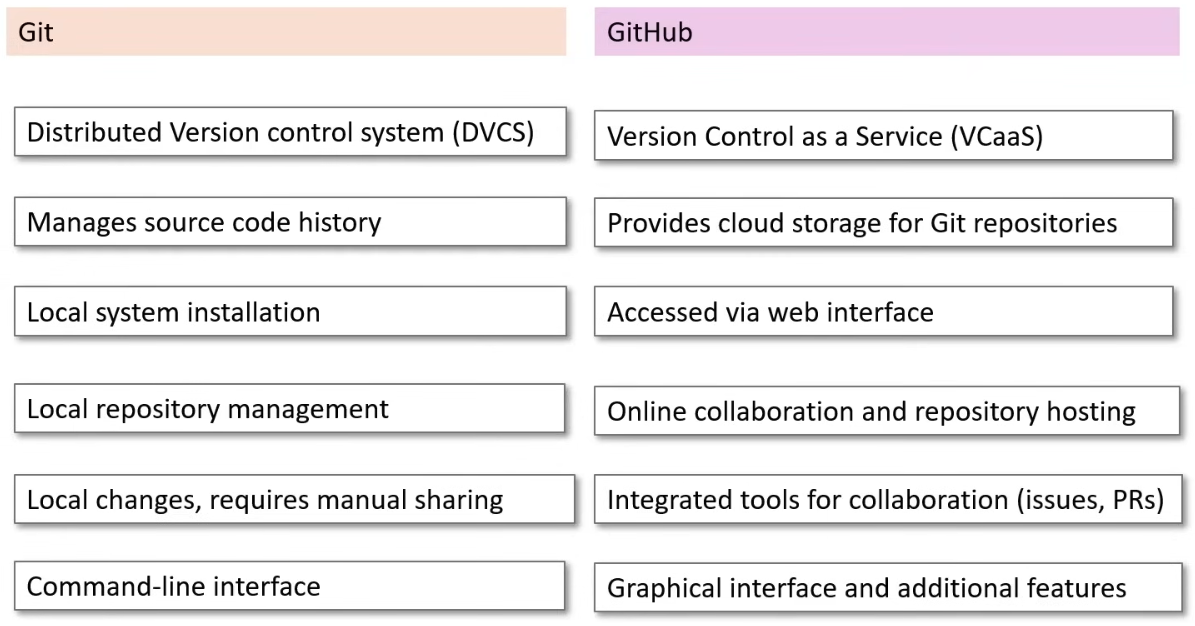 Git
GitHub
Distributed Version control system (DVCS)
Version Control as a Service (VCaaS)
Manages source code history
Provides cloud storage for Git repositories
Local system installation
Accessed via web interface
Local repository management
Online collaboration and repository hosting
Local changes, requires manual sharing
Integrated tools for collaboration (issues, PRs)
Command-line interface
Graphical interface and additional features